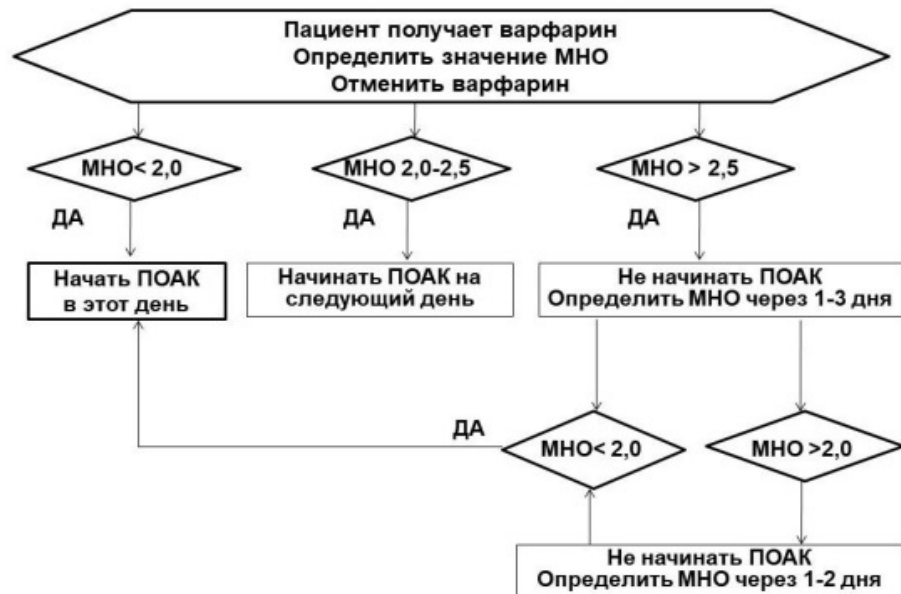 Пациент получает варфарин
Определить значение МНО
Отменить варфарин
МНО< 2,0
МНО 2,0-2,5
МНО > 2,5
ДА
ДА
ДА
Начать ПОАК
в этот день
Начинать ПОАК на
следующий день
Не начинать ПОАК
Определить МНО через 1-3 дня
ДА
МНО< 2,0
МНО >2,0
Не начинать ПОАК
Определить МНО через 1-2 дня